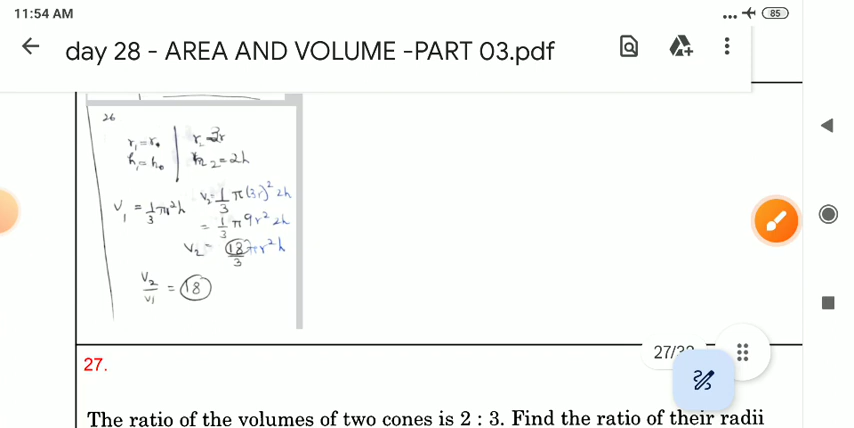 11:54 AM
85
day 28 - AREA AND VOLUME -PART 03.pdf
26
r₁=r₀ r₂ 3r
h₁=h₀ 2=2h
V₁ = 1/3 πr²h V₂= 1/3 π(3r)² 2h
= 1/3 π 9r² 2h
V₂ = 18/3 πr²h
V₂/V₁ = 18
27/32
27.
The ratio of the volumes of two cones is 2 : 3. Find the ratio of their radii